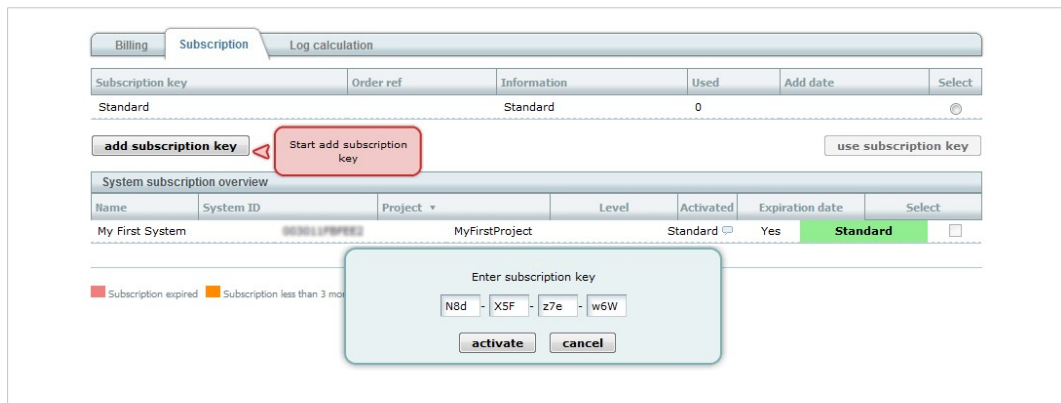 Billing Subscription Log calculation
Subscription key Order ref Information Used Add date Select
Standard Standard 0
add subscription key Start add subscription use subscription key
key
System subscription overview
Name System ID Project Level Activated Expiration date Select
My First System MyFirstProject Standard Yes Standard
Enter subscription key
Subscription expired Subscription less than 3 mo
N8d - X5F - z7e - w6W
activate cancel